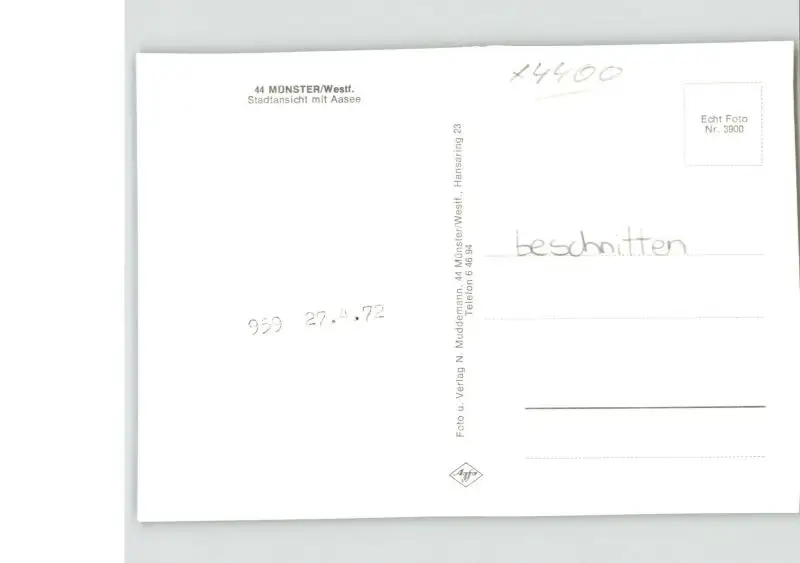 44 MÜNSTER/Westf.
Stadtansicht mit Aasee
959 27.4.72
Foto u. Verlag N. Muddemann, 44 Münster/Westf., Hansaring 23
Telefon 6 46 94
Agfa
x4400
Echt Foto
Nr. 3900
beschnitten